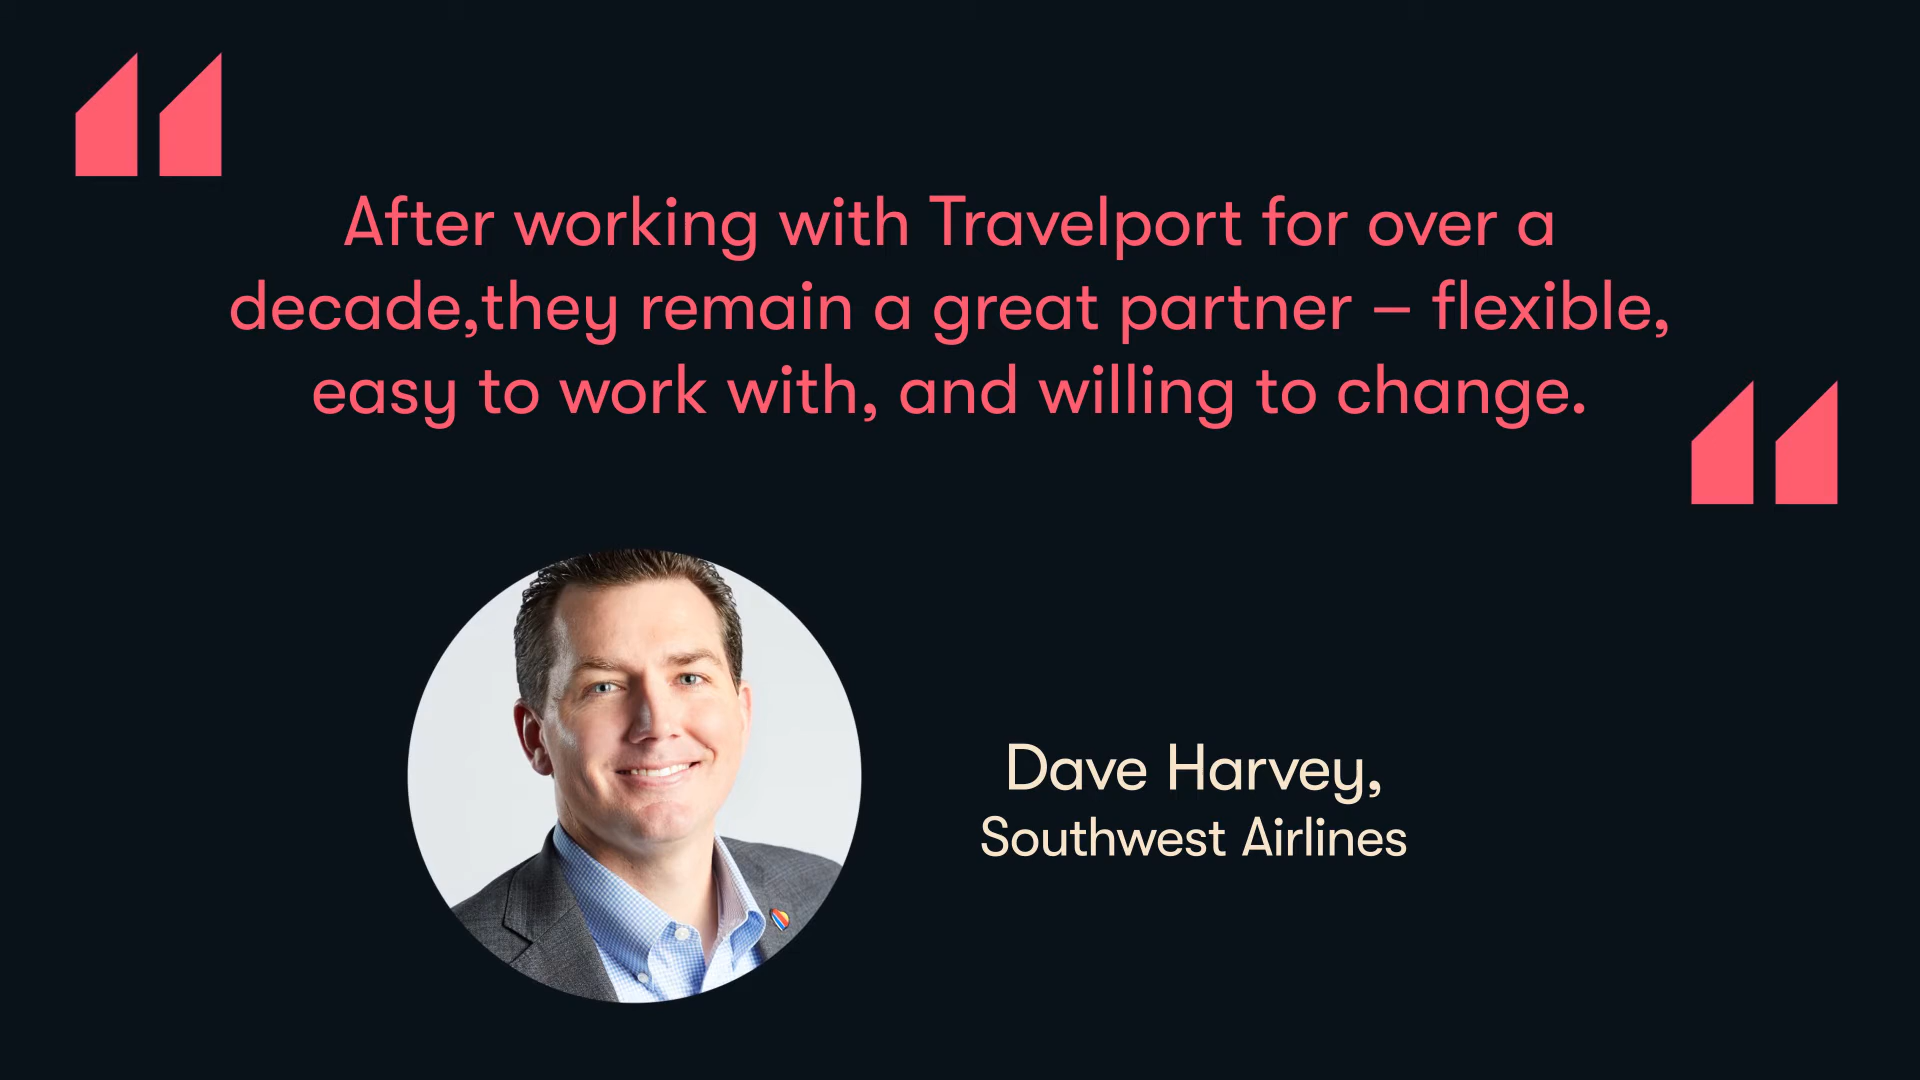 After working with Travelport for over a
decade,they remain a great partner – flexible,
easy to work with, and willing to change.
Dave Harvey,
Southwest Airlines